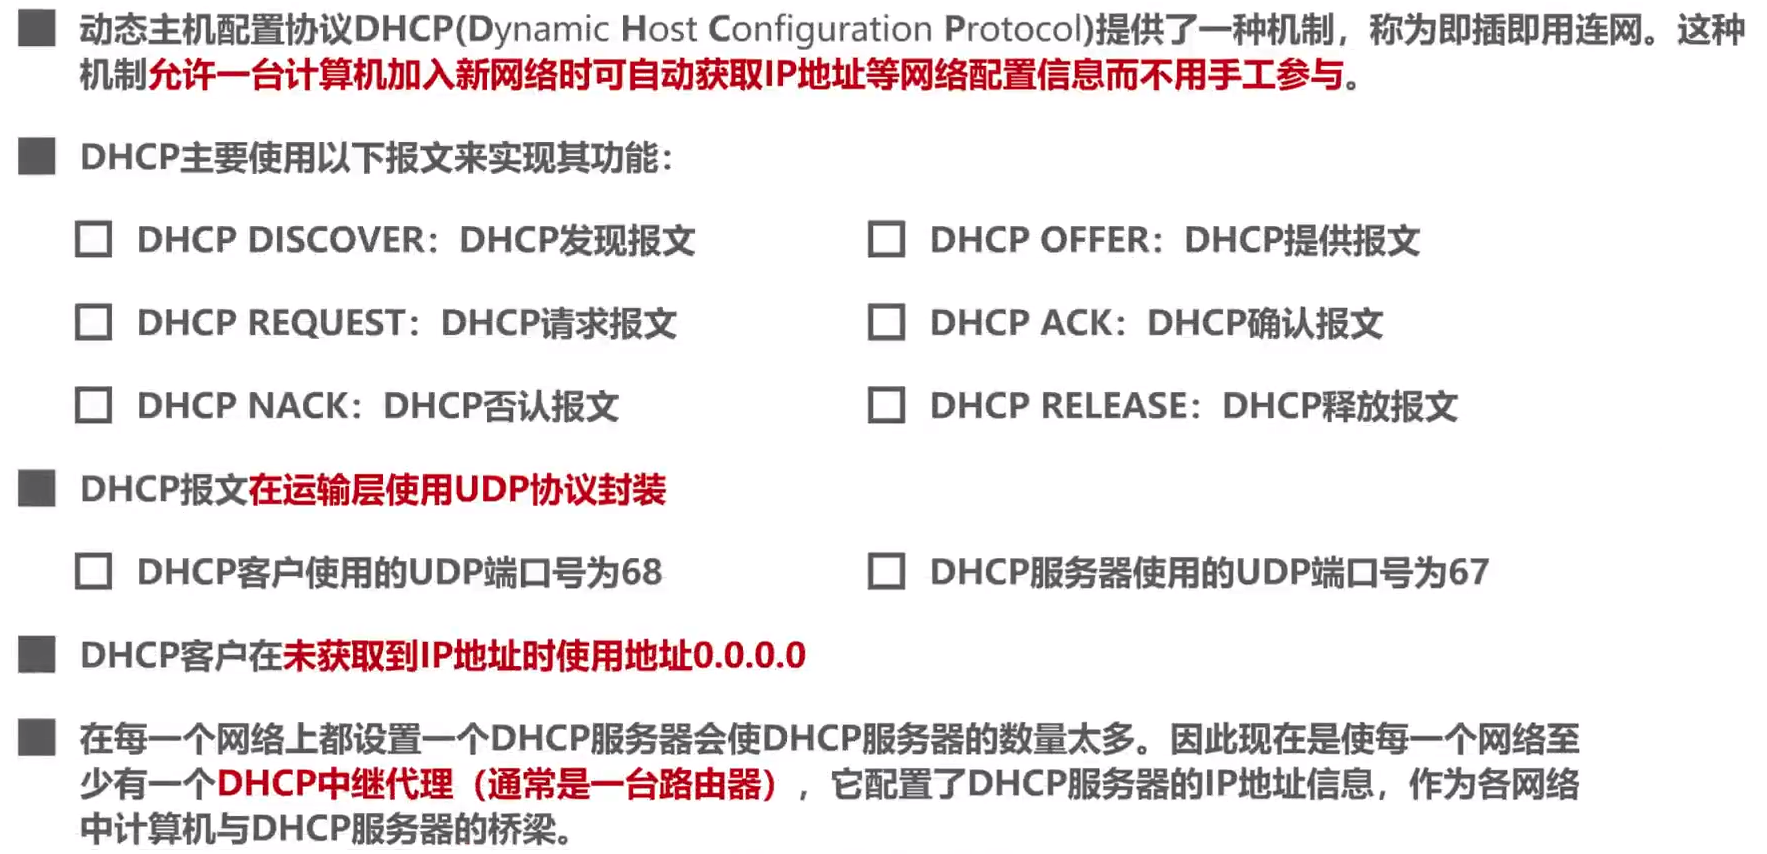 动态主机配置协议DHCP(Dynamic Host Configuration Protocol)提供了一种机制，称为即插即用连网。这种
机制允许一台计算机加入新网络时可自动获取IP地址等网络配置信息而不用手工参与。
DHCP主要使用以下报文来实现其功能：
DHCP DISCOVER：DHCP发现报文
DHCP OFFER：DHCP提供报文
DHCP REQUEST：DHCP请求报文
DHCP ACK：DHCP确认报文
DHCP NACK：DHCP否认报文
DHCP RELEASE：DHCP释放报文
DHCP报文在运输层使用UDP协议封装
DHCP客户使用的UDP端口号为68
DHCP服务器使用的UDP端口号为67
DHCP客户在未获取到IP地址时使用地址0.0.0.0
在每一个网络上都设置一个DHCP服务器会使DHCP服务器的数量太多。因此现在是使每一个网络至
少有一个DHCP中继代理（通常是一台路由器），它配置了DHCP服务器的IP地址信息，作为各网络
中计算机与DHCP服务器的桥梁。